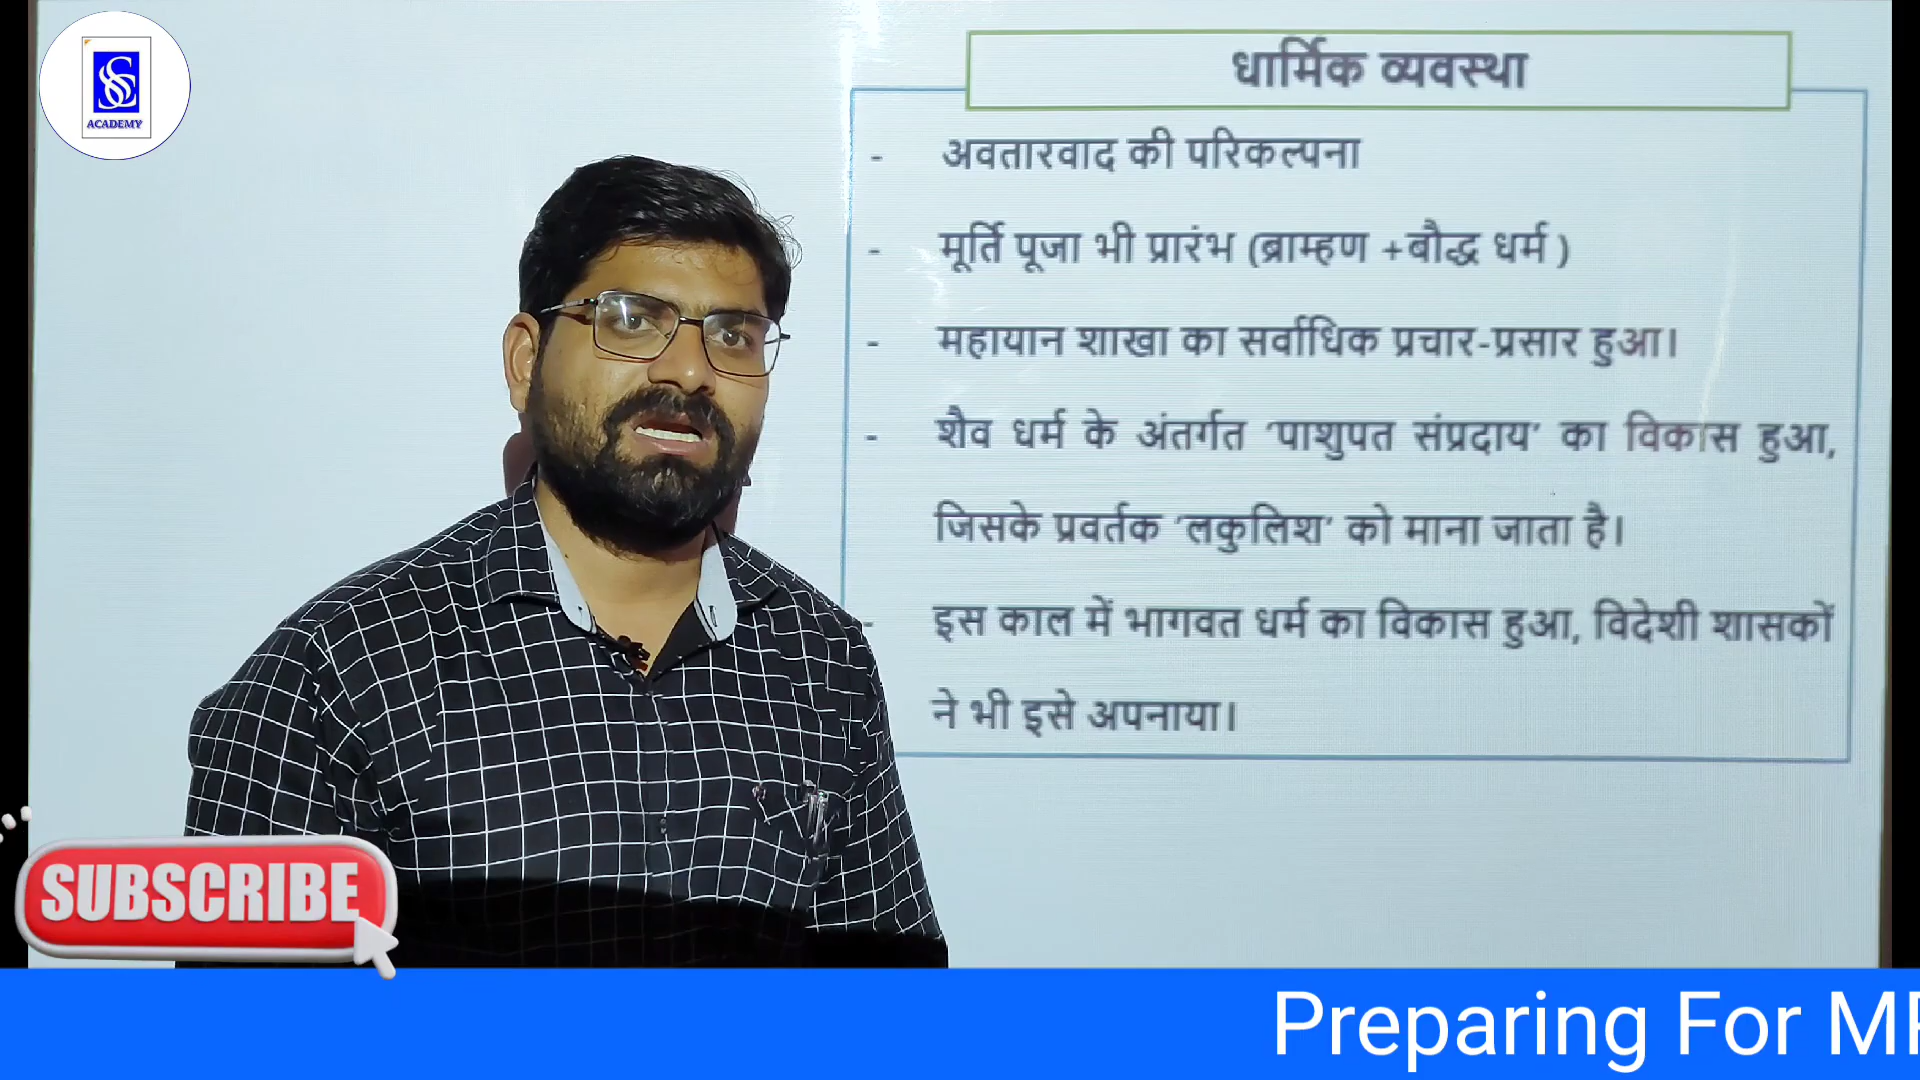 ACADEMY
धार्मिक व्यवस्था
- अवतारवाद की परिकल्पना
- मूर्ति पूजा भी प्रारंभ (ब्राम्हण +बौद्ध धर्म )
- महायान शाखा का सर्वाधिक प्रचार-प्रसार हुआ।
- शैव धर्म के अंतर्गत ‘पाशुपत संप्रदाय’ का विकास हुआ,
जिसके प्रवर्तक ‘लकुलिश’ को माना जाता है।
- इस काल में भागवत धर्म का विकास हुआ, विदेशी शासकों
ने भी इसे अपनाया।
SUBSCRIBE
Preparing For